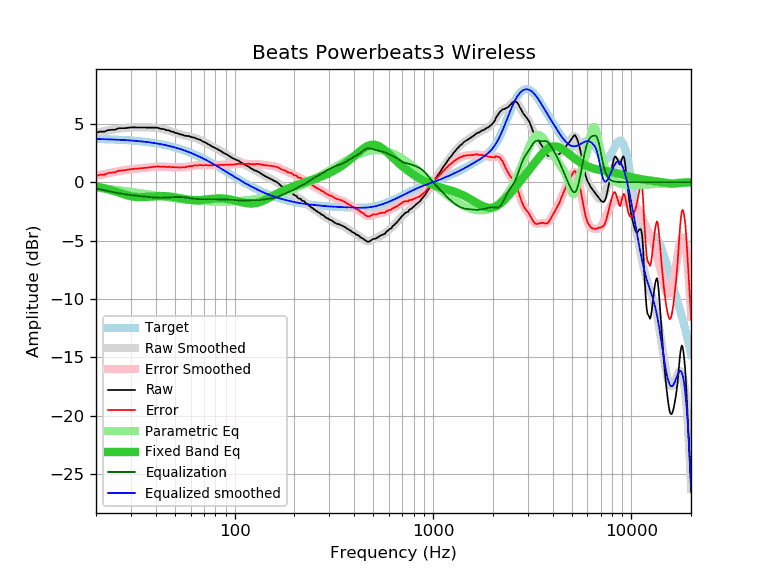 Beats Powerbeats3 Wireless
Amplitude (dBr)
5
0
−5
−10
−15
−20
−25
Target
Raw Smoothed
Error Smoothed
Raw
Error
Parametric Eq
Fixed Band Eq
Equalization
Equalized smoothed
100
1000
10000
Frequency (Hz)